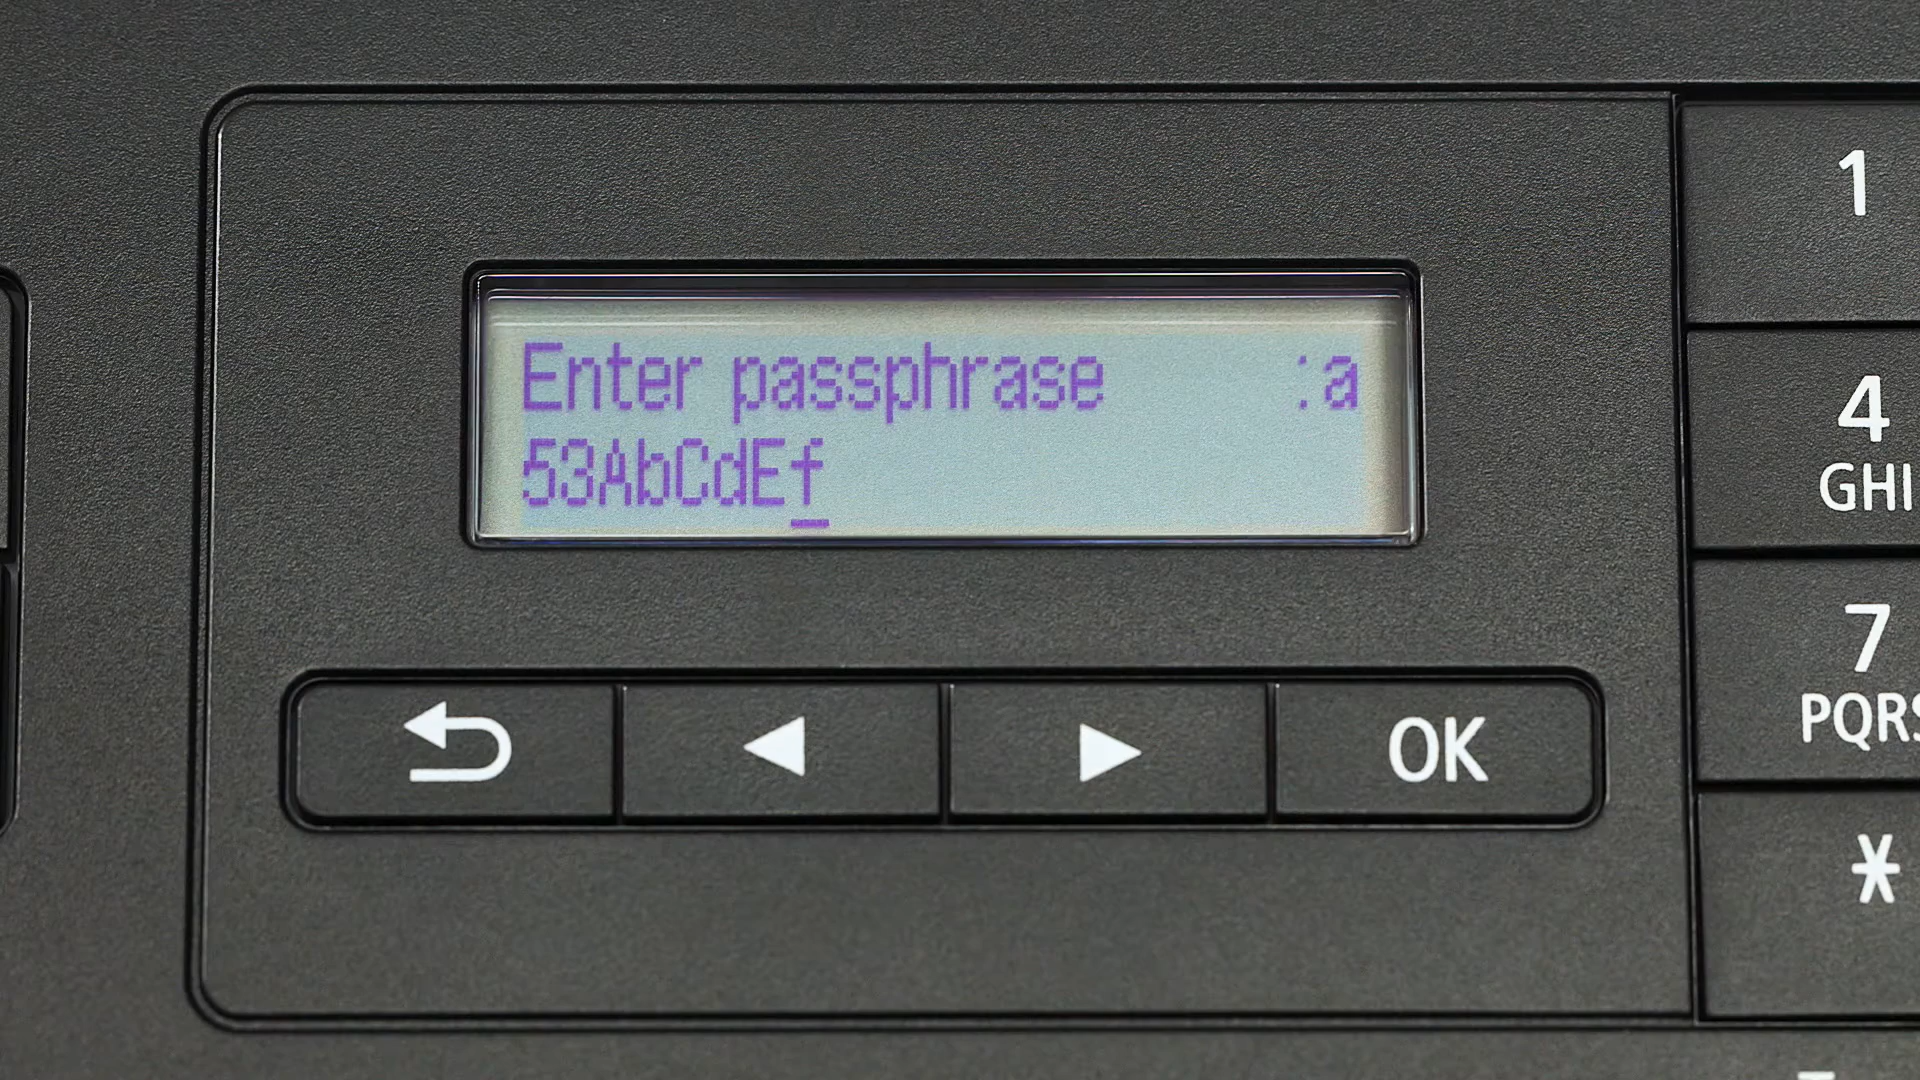 Enter passphrase :a
53AbCdEf
OK
1
4
GHI
7
PQRS
*